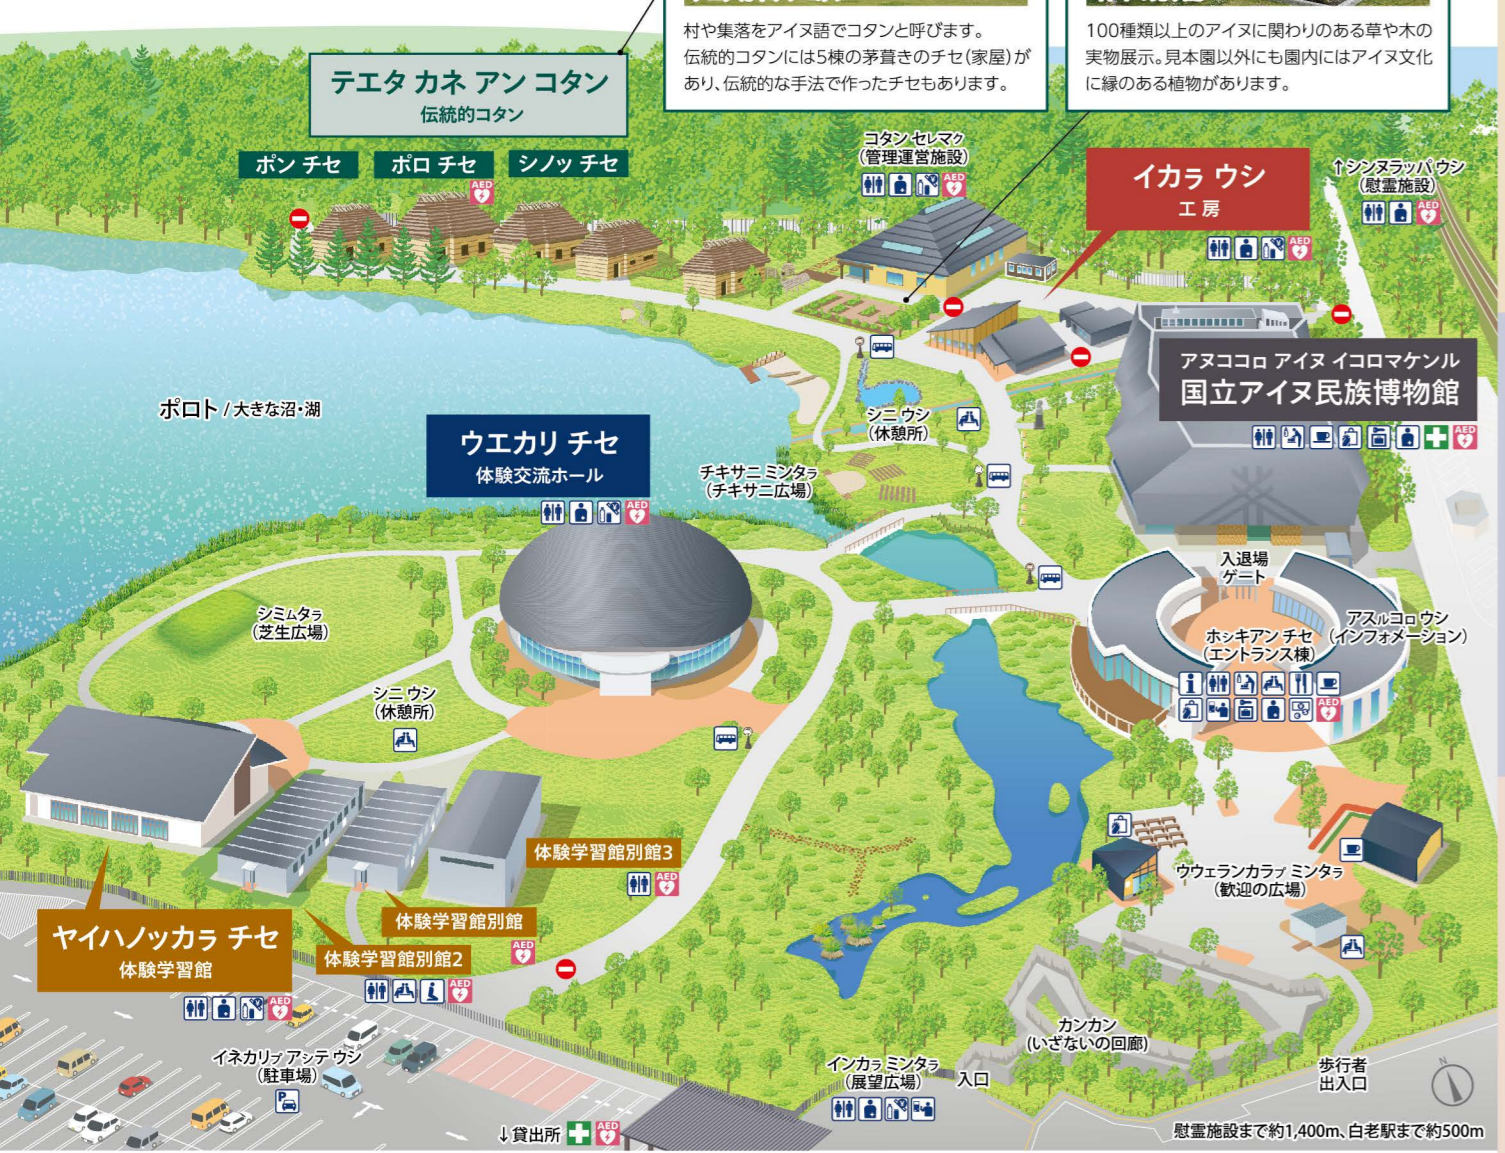 村や集落をアイヌ語でコタンと呼びます。
伝統的コタンには5棟の茅葺きのチセ(家屋)が
あり、伝統的な手法で作ったチセもあります。
100種類以上のアイヌに関わりのある草や木の
実物展示。見本園以外にも園内にはアイヌ文化
に縁のある植物があります。
テエタ カネ アン コタン
伝統的コタン
ポン チセ
ポロ チセ
シノッ チセ
AED
コタン セレマㇰ
(管理運営施設)
AED
イカㇻ ウシ
工房
AED
↑シンヌラッパ ウシ
(慰霊施設)
AED
アヌココㇿ アイヌ イコロマケンル
国立アイヌ民族博物館
AED
ポロト / 大きな沼・湖
ウエカリ チセ
体験交流ホール
AED
シニ ウシ
(休憩所)
チキサニ ミンタㇻ
(チキサニ広場)
入退場
ゲート
アスㇽコㇿ ウシ
(インフォメーション)
ホㇱキアン チセ
(エントランス棟)
AED
シミㇺタㇻ
(芝生広場)
シニ ウシ
(休憩所)
体験学習館別館3
AED
体験学習館別館
AED
体験学習館別館2
AED
ヤイハノッカㇻ チセ
体験学習館
AED
ウウェランカラㇷ゚ ミンタㇻ
(歓迎の広場)
カンカン
(いざないの回廊)
イネカリㇷ゚ アㇱテ ウシ
(駐車場)
P
インカㇻ ミンタㇻ
(展望広場)
入口
歩行者
出入口
N
↓貸出所
AED
慰霊施設まで約1,400m、白老駅まで約500m